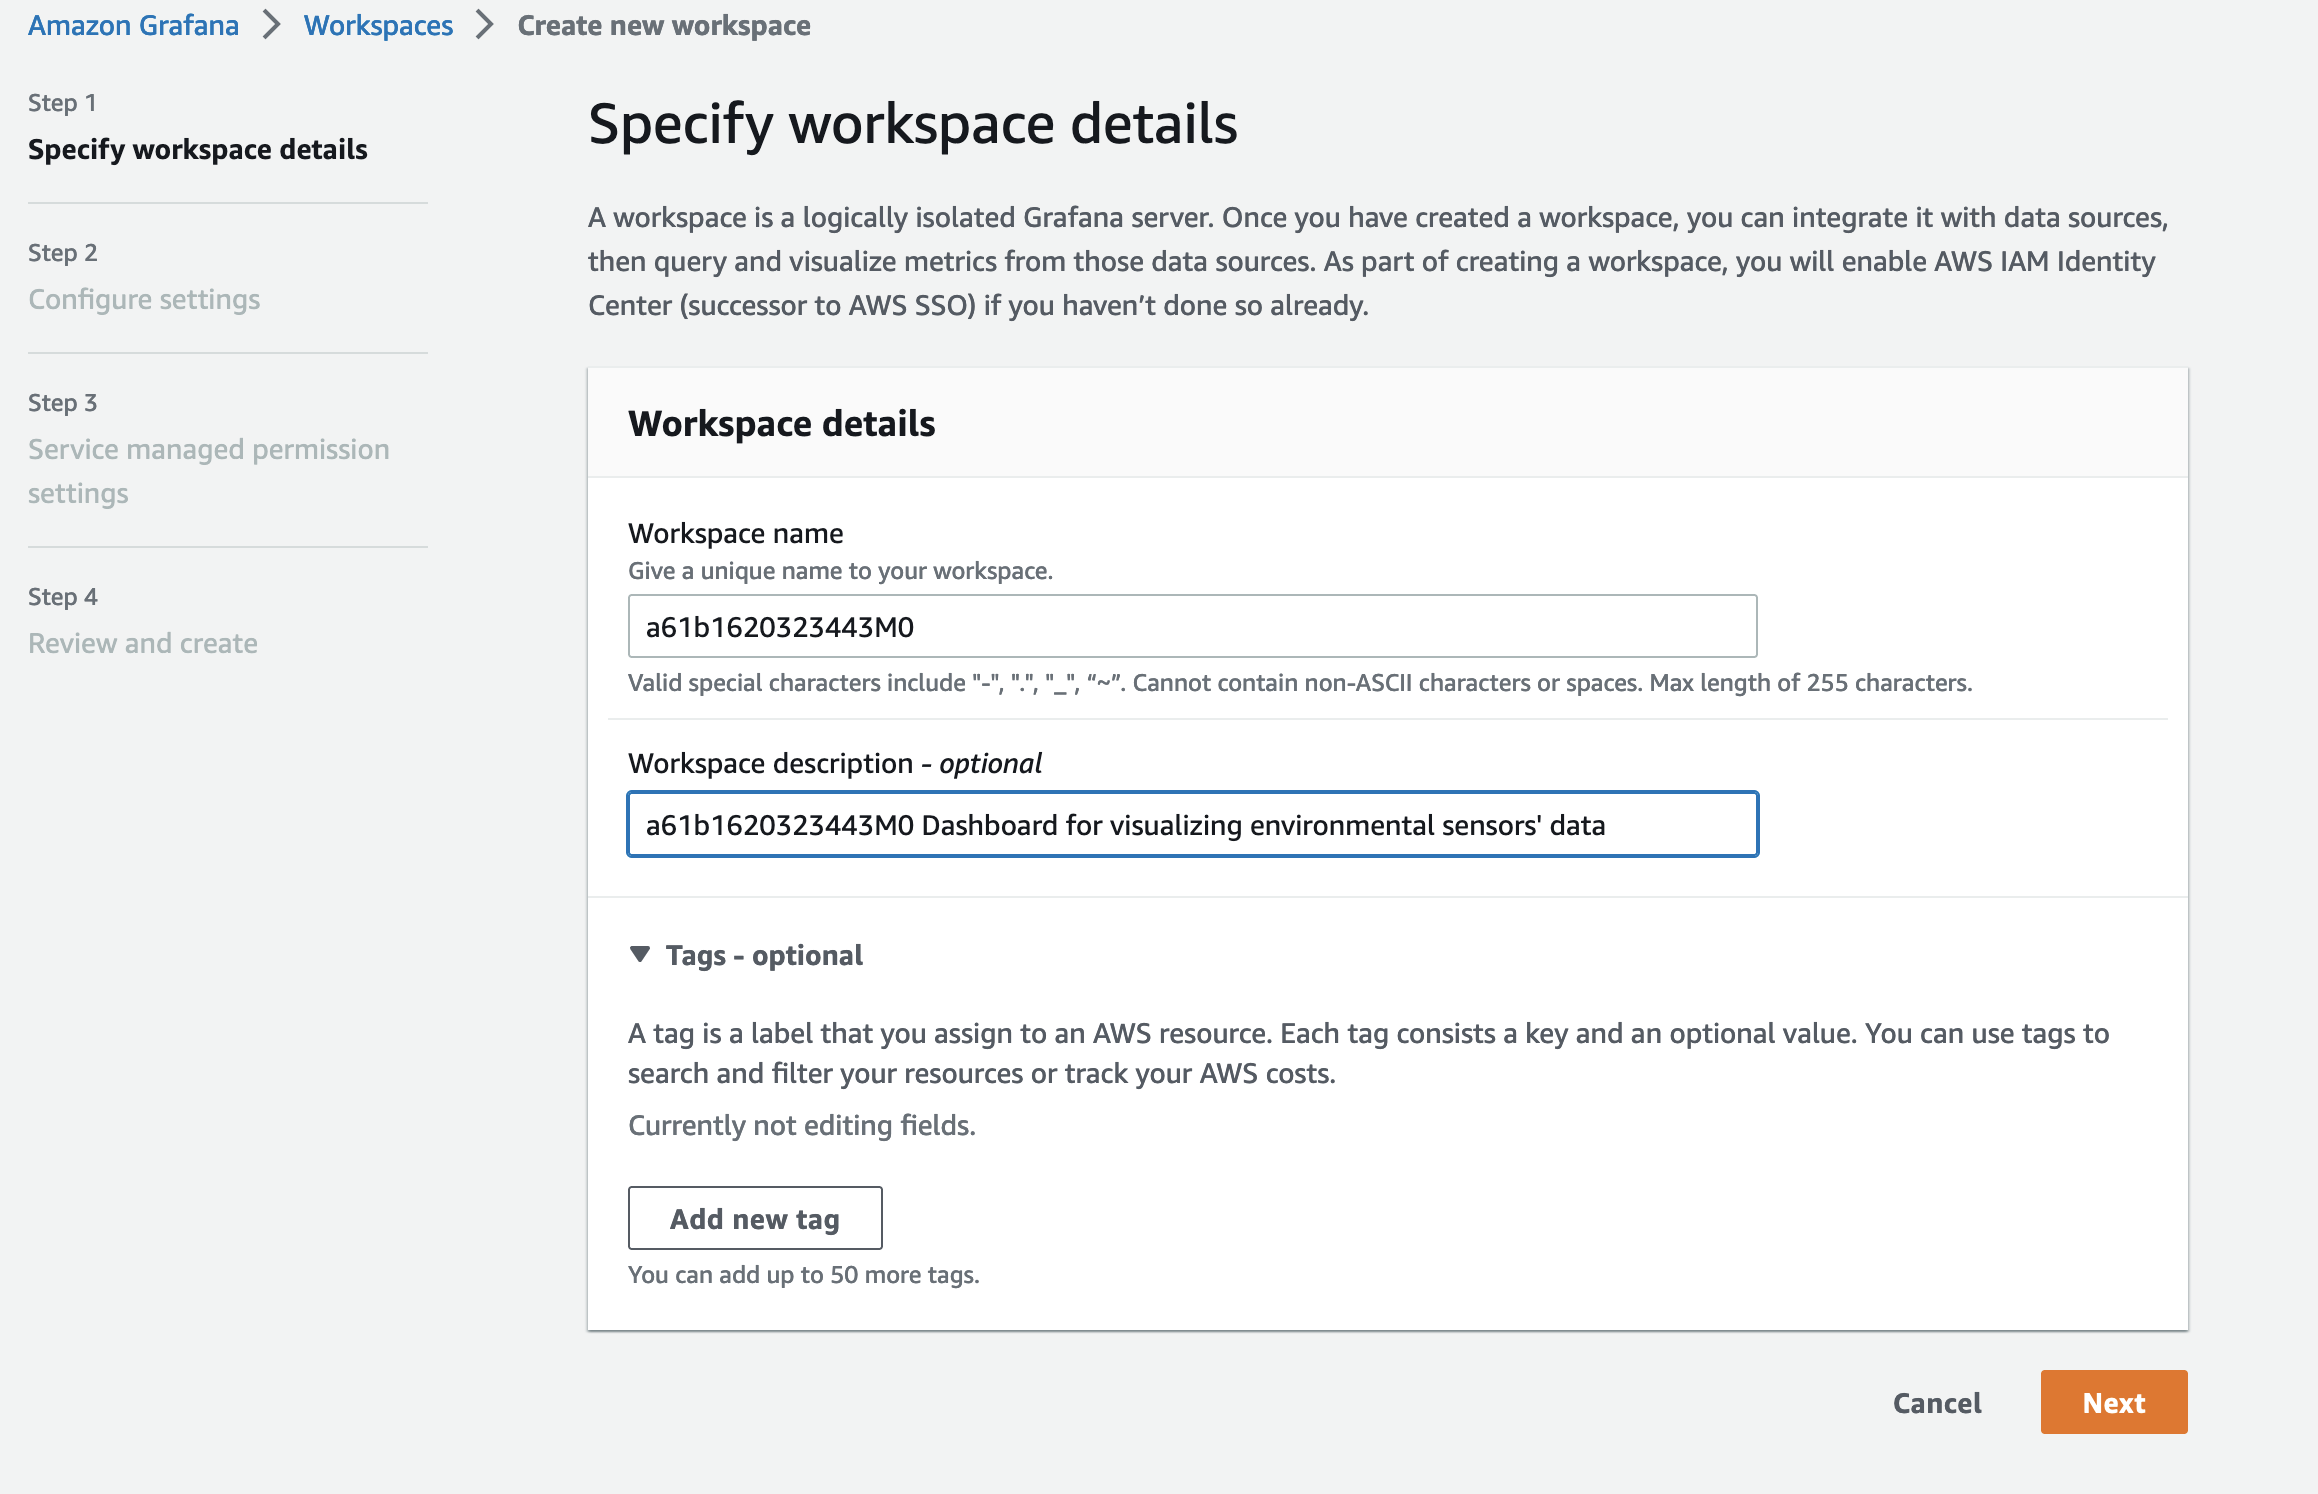 Amazon Grafana > Workspaces > Create new workspace
Step 1
Specify workspace details
Step 2
Configure settings
Step 3
Service managed permission
settings
Step 4
Review and create
Specify workspace details
A workspace is a logically isolated Grafana server. Once you have created a workspace, you can integrate it with data sources,
then query and visualize metrics from those data sources. As part of creating a workspace, you will enable AWS IAM Identity
Center (successor to AWS SSO) if you haven’t done so already.
Workspace details
Workspace name
Give a unique name to your workspace.
a61b1620323443M0
Valid special characters include "-", ".", "_", “~”. Cannot contain non-ASCII characters or spaces. Max length of 255 characters.
Workspace description - optional
a61b1620323443M0 Dashboard for visualizing environmental sensors' data
Tags - optional
A tag is a label that you assign to an AWS resource. Each tag consists a key and an optional value. You can use tags to
search and filter your resources or track your AWS costs.
Currently not editing fields.
Add new tag
You can add up to 50 more tags.
Cancel
Next